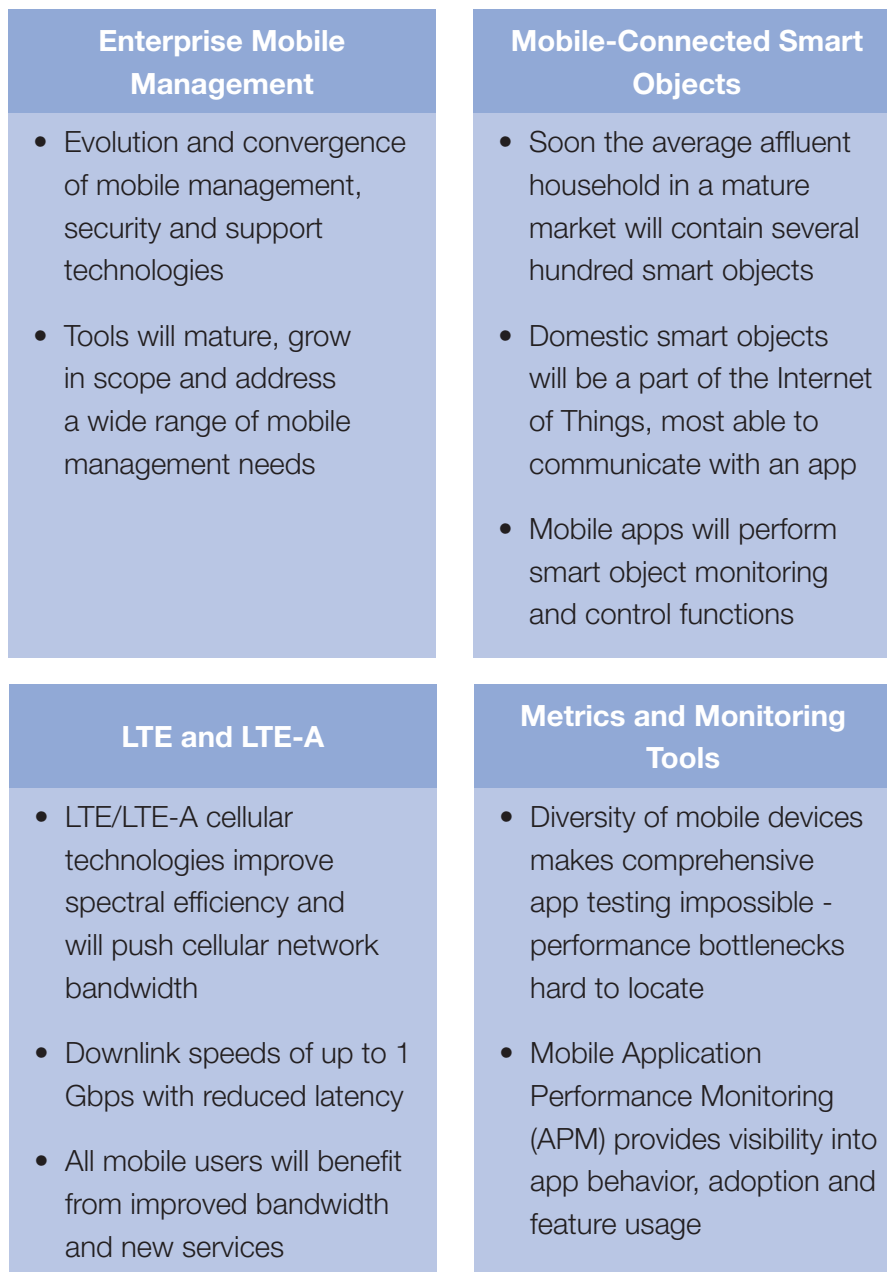 Enterprise Mobile
Management
• Evolution and convergence
of mobile management,
security and support
technologies
• Tools will mature, grow
in scope and address
a wide range of mobile
management needs
Mobile-Connected Smart
Objects
• Soon the average affluent
household in a mature
market will contain several
hundred smart objects
• Domestic smart objects
will be a part of the Internet
of Things, most able to
communicate with an app
• Mobile apps will perform
smart object monitoring
and control functions
LTE and LTE-A
• LTE/LTE-A cellular
technologies improve
spectral efficiency and
will push cellular network
bandwidth
• Downlink speeds of up to 1
Gbps with reduced latency
• All mobile users will benefit
from improved bandwidth
and new services
Metrics and Monitoring
Tools
• Diversity of mobile devices
makes comprehensive
app testing impossible -
performance bottlenecks
hard to locate
• Mobile Application
Performance Monitoring
(APM) provides visibility into
app behavior, adoption and
feature usage